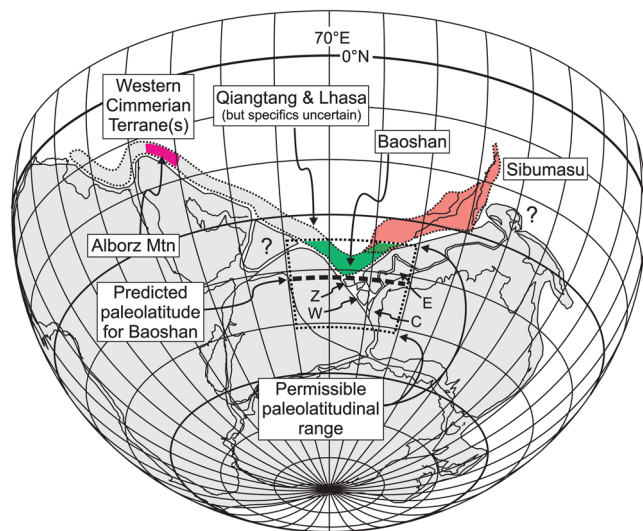 70°E
0°N
Western
Cimmerian
Terrane(s)
Qiangtang & Lhasa
(but specifics uncertain)
Baoshan
Sibumasu
?
Alborz Mtn
?
Predicted
paleolatitude
for Baoshan
Z
W
E
C
Permissible
paleolatitudinal
range